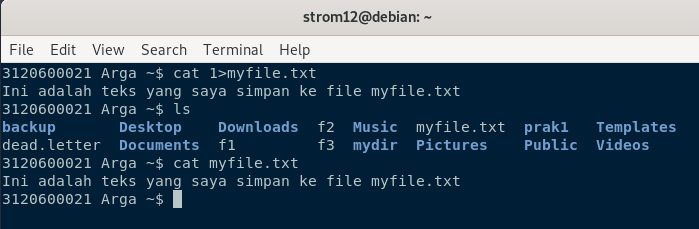 strom12@debian: ~
File Edit View Search Terminal Help
3120600021 Arga ~$ cat 1>myfile.txt
Ini adalah teks yang saya simpan ke file myfile.txt
3120600021 Arga ~$ ls
backup Desktop Downloads f2 Music myfile.txt prak1 Templates
dead.letter Documents f1 f3 mydir Pictures Public Videos
3120600021 Arga ~$ cat myfile.txt
Ini adalah teks yang saya simpan ke file myfile.txt
3120600021 Arga ~$